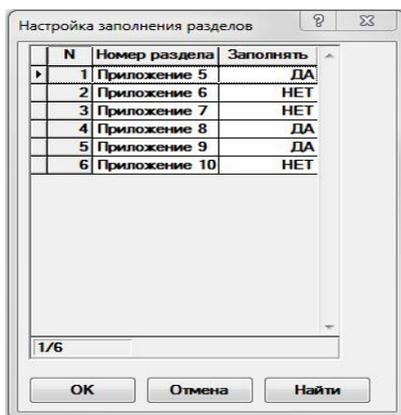 Настройка заполнения разделов
N Номер раздела Заполнять
1 Приложение 5 ДА
2 Приложение 6 НЕТ
3 Приложение 7 НЕТ
4 Приложение 8 ДА
5 Приложение 9 ДА
6 Приложение 10 НЕТ
1/6
OK Отмена Найти